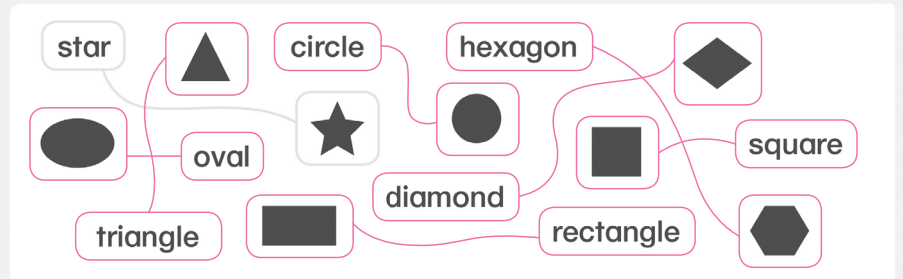 star
circle
hexagon
oval
square
diamond
triangle
rectangle